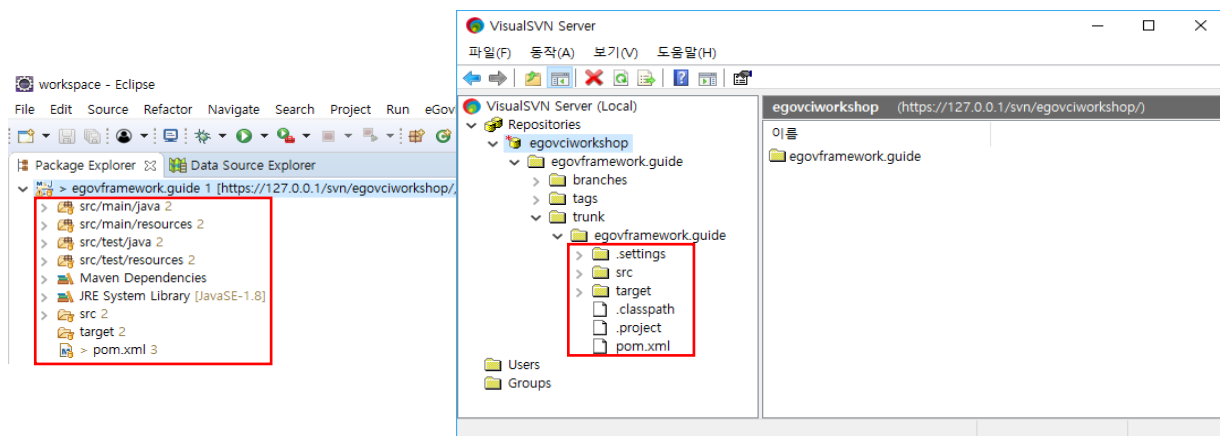 workspace - Eclipse
File Edit Source Refactor Navigate Search Project Run eGov
Package Explorer Data Source Explorer
> egovframework.guide 1 [https://127.0.0.1/svn/egovciworkshop/,
src/main/java 2
src/main/resources 2
src/test/java 2
src/test/resources 2
Maven Dependencies
JRE System Library [JavaSE-1.8]
src 2
target 2
> pom.xml 3
VisualSVN Server
파일(F) 동작(A) 보기(V) 도움말(H)
VisualSVN Server (Local)
Repositories
egovciworkshop
egovframework.guide
branches
tags
trunk
egovframework.guide
.settings
src
target
.classpath
.project
pom.xml
Users
Groups
egovciworkshop (https://127.0.0.1/svn/egovciworkshop/)
이름
egovframework.guide